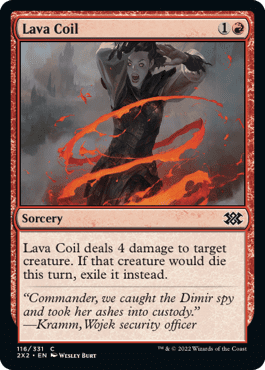 Lava Coil 1
Sorcery
Lava Coil deals 4 damage to target
creature. If that creature would die
this turn, exile it instead.
“Commander, we caught the Dimir spy
and took her ashes into custody.”
—Kramm, Wojek security officer
116/331 C
2X2 • EN WESLEY BURT
™ & © 2022 Wizards of the Coast